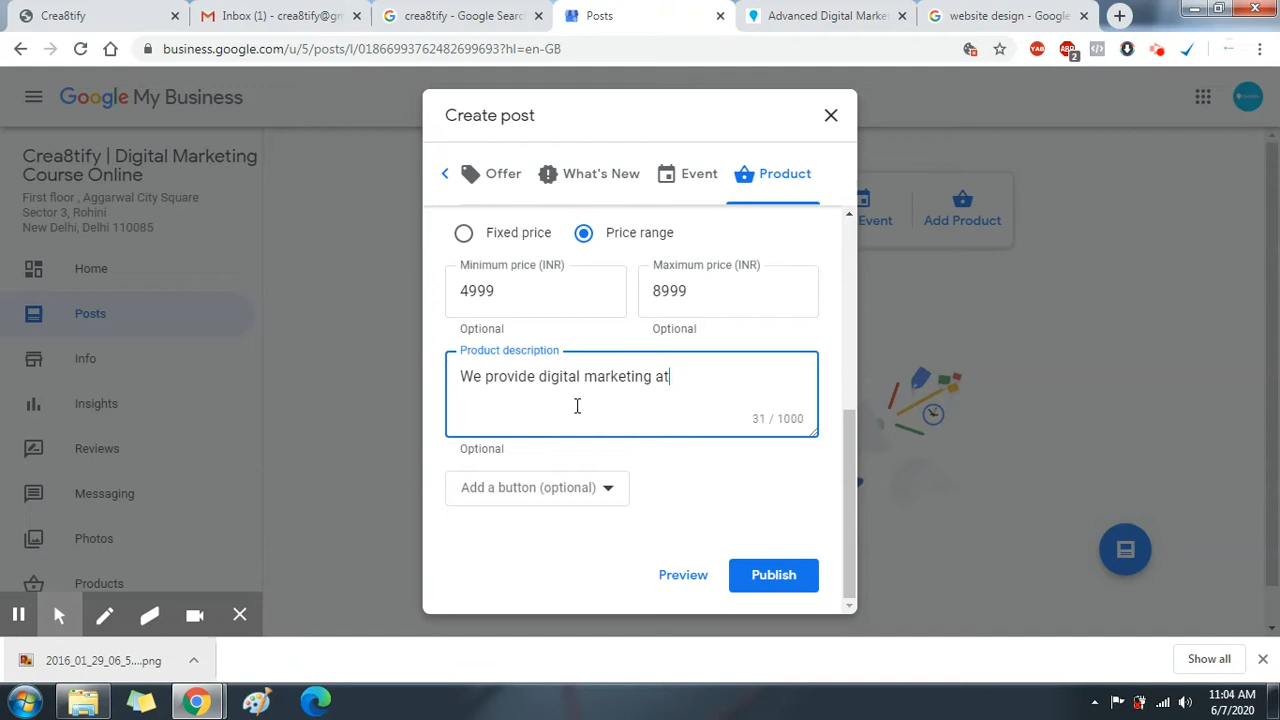 Crea8tify
Inbox (1) - crea8tify@gm
crea8tify - Google Searc
Posts
Advanced Digital Market
website design - Google
business.google.com/u/5/posts/l/01866993762482699693?hl=en-GB
YAB
ABP
2
Google My Business
Crea8tify | Digital Marketing
Course Online
First floor , Aggarwal City Square
Sector 3, Rohini
New Delhi, Delhi 110085
Home
Posts
Info
Insights
Reviews
Messaging
Photos
Products
Create post
Offer
What's New
Event
Product
Fixed price
Price range
Minimum price (INR)
4999
Optional
Maximum price (INR)
8999
Optional
Product description
We provide digital marketing at
31 / 1000
Optional
Add a button (optional)
Preview
Publish
Event
Add Product
2016_01_29_06_5....png
Show all
11:04 AM
6/7/2020